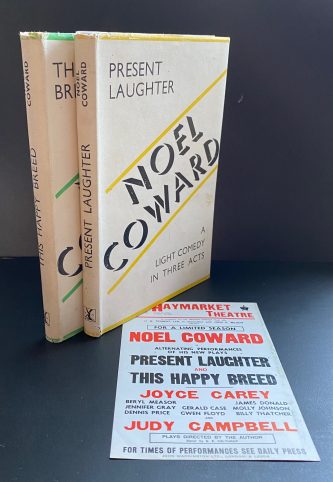 COWARD
THIS HAPPY BREED
TH
BRE
NOEL
COWARD
PRESENT LAUGHTER
PRESENT
LAUGHTER
NOEL
COWARD
A
LIGHT COMEDY
IN THREE ACTS
HAYMARKET
THEATRE
FOR A LIMITED SEASON
NOEL COWARD
ALTERNATING PERFORMANCES
OF HIS NEW PLAYS
PRESENT LAUGHTER
AND
THIS HAPPY BREED
JOYCE CAREY
BERYL MEASOR JAMES DONALD
JENNIFER GRAY GERALD CASE MOLLY JOHNSON
DENNIS PRICE GWEN FLOYD BILLY THATCHER
AND
JUDY CAMPBELL
PLAYS DIRECTED BY THE AUTHOR
FOR TIMES OF PERFORMANCES SEE DAILY PRESS